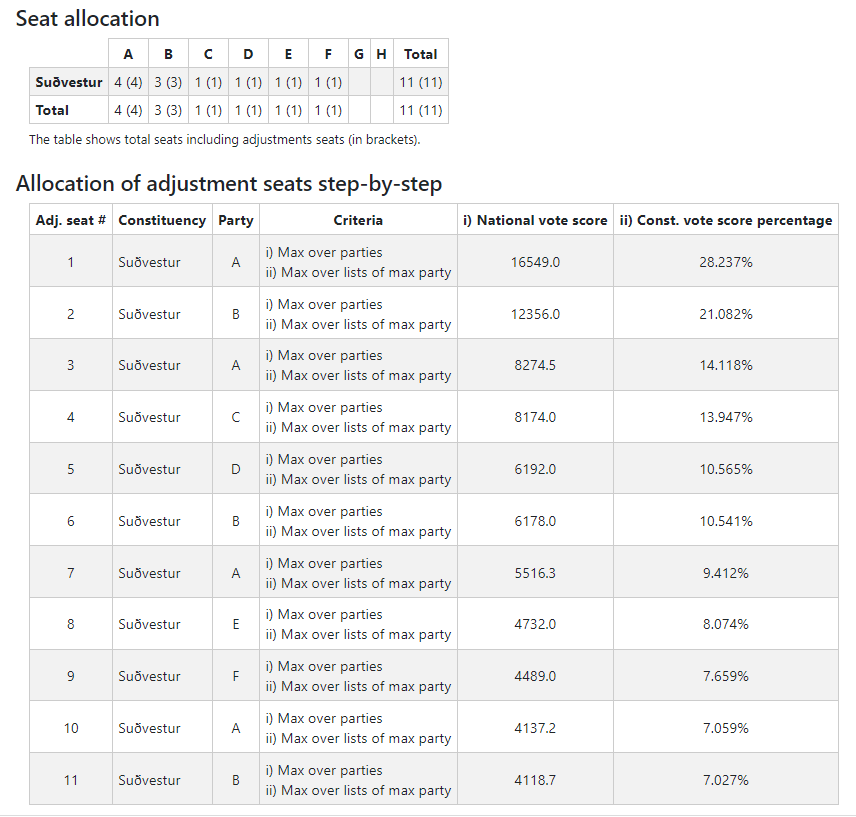 Seat allocation
A B C D E F G H Total
Suðvestur 4 (4) 3 (3) 1 (1) 1 (1) 1 (1) 1 (1) 11 (11)
Total 4 (4) 3 (3) 1 (1) 1 (1) 1 (1) 1 (1) 11 (11)
The table shows total seats including adjustments seats (in brackets).
Allocation of adjustment seats step-by-step
Adj. seat # Constituency Party Criteria i) National vote score ii) Const. vote score percentage
1 Suðvestur A i) Max over parties 16549.0 28.237%
ii) Max over lists of max party
2 Suðvestur B i) Max over parties 12356.0 21.082%
ii) Max over lists of max party
3 Suðvestur A i) Max over parties 8274.5 14.118%
ii) Max over lists of max party
4 Suðvestur C i) Max over parties 8174.0 13.947%
ii) Max over lists of max party
5 Suðvestur D i) Max over parties 6192.0 10.565%
ii) Max over lists of max party
6 Suðvestur B i) Max over parties 6178.0 10.541%
ii) Max over lists of max party
7 Suðvestur A i) Max over parties 5516.3 9.412%
ii) Max over lists of max party
8 Suðvestur E i) Max over parties 4732.0 8.074%
ii) Max over lists of max party
9 Suðvestur F i) Max over parties 4489.0 7.659%
ii) Max over lists of max party
10 Suðvestur A i) Max over parties 4137.2 7.059%
ii) Max over lists of max party
11 Suðvestur B i) Max over parties 4118.7 7.027%
ii) Max over lists of max party